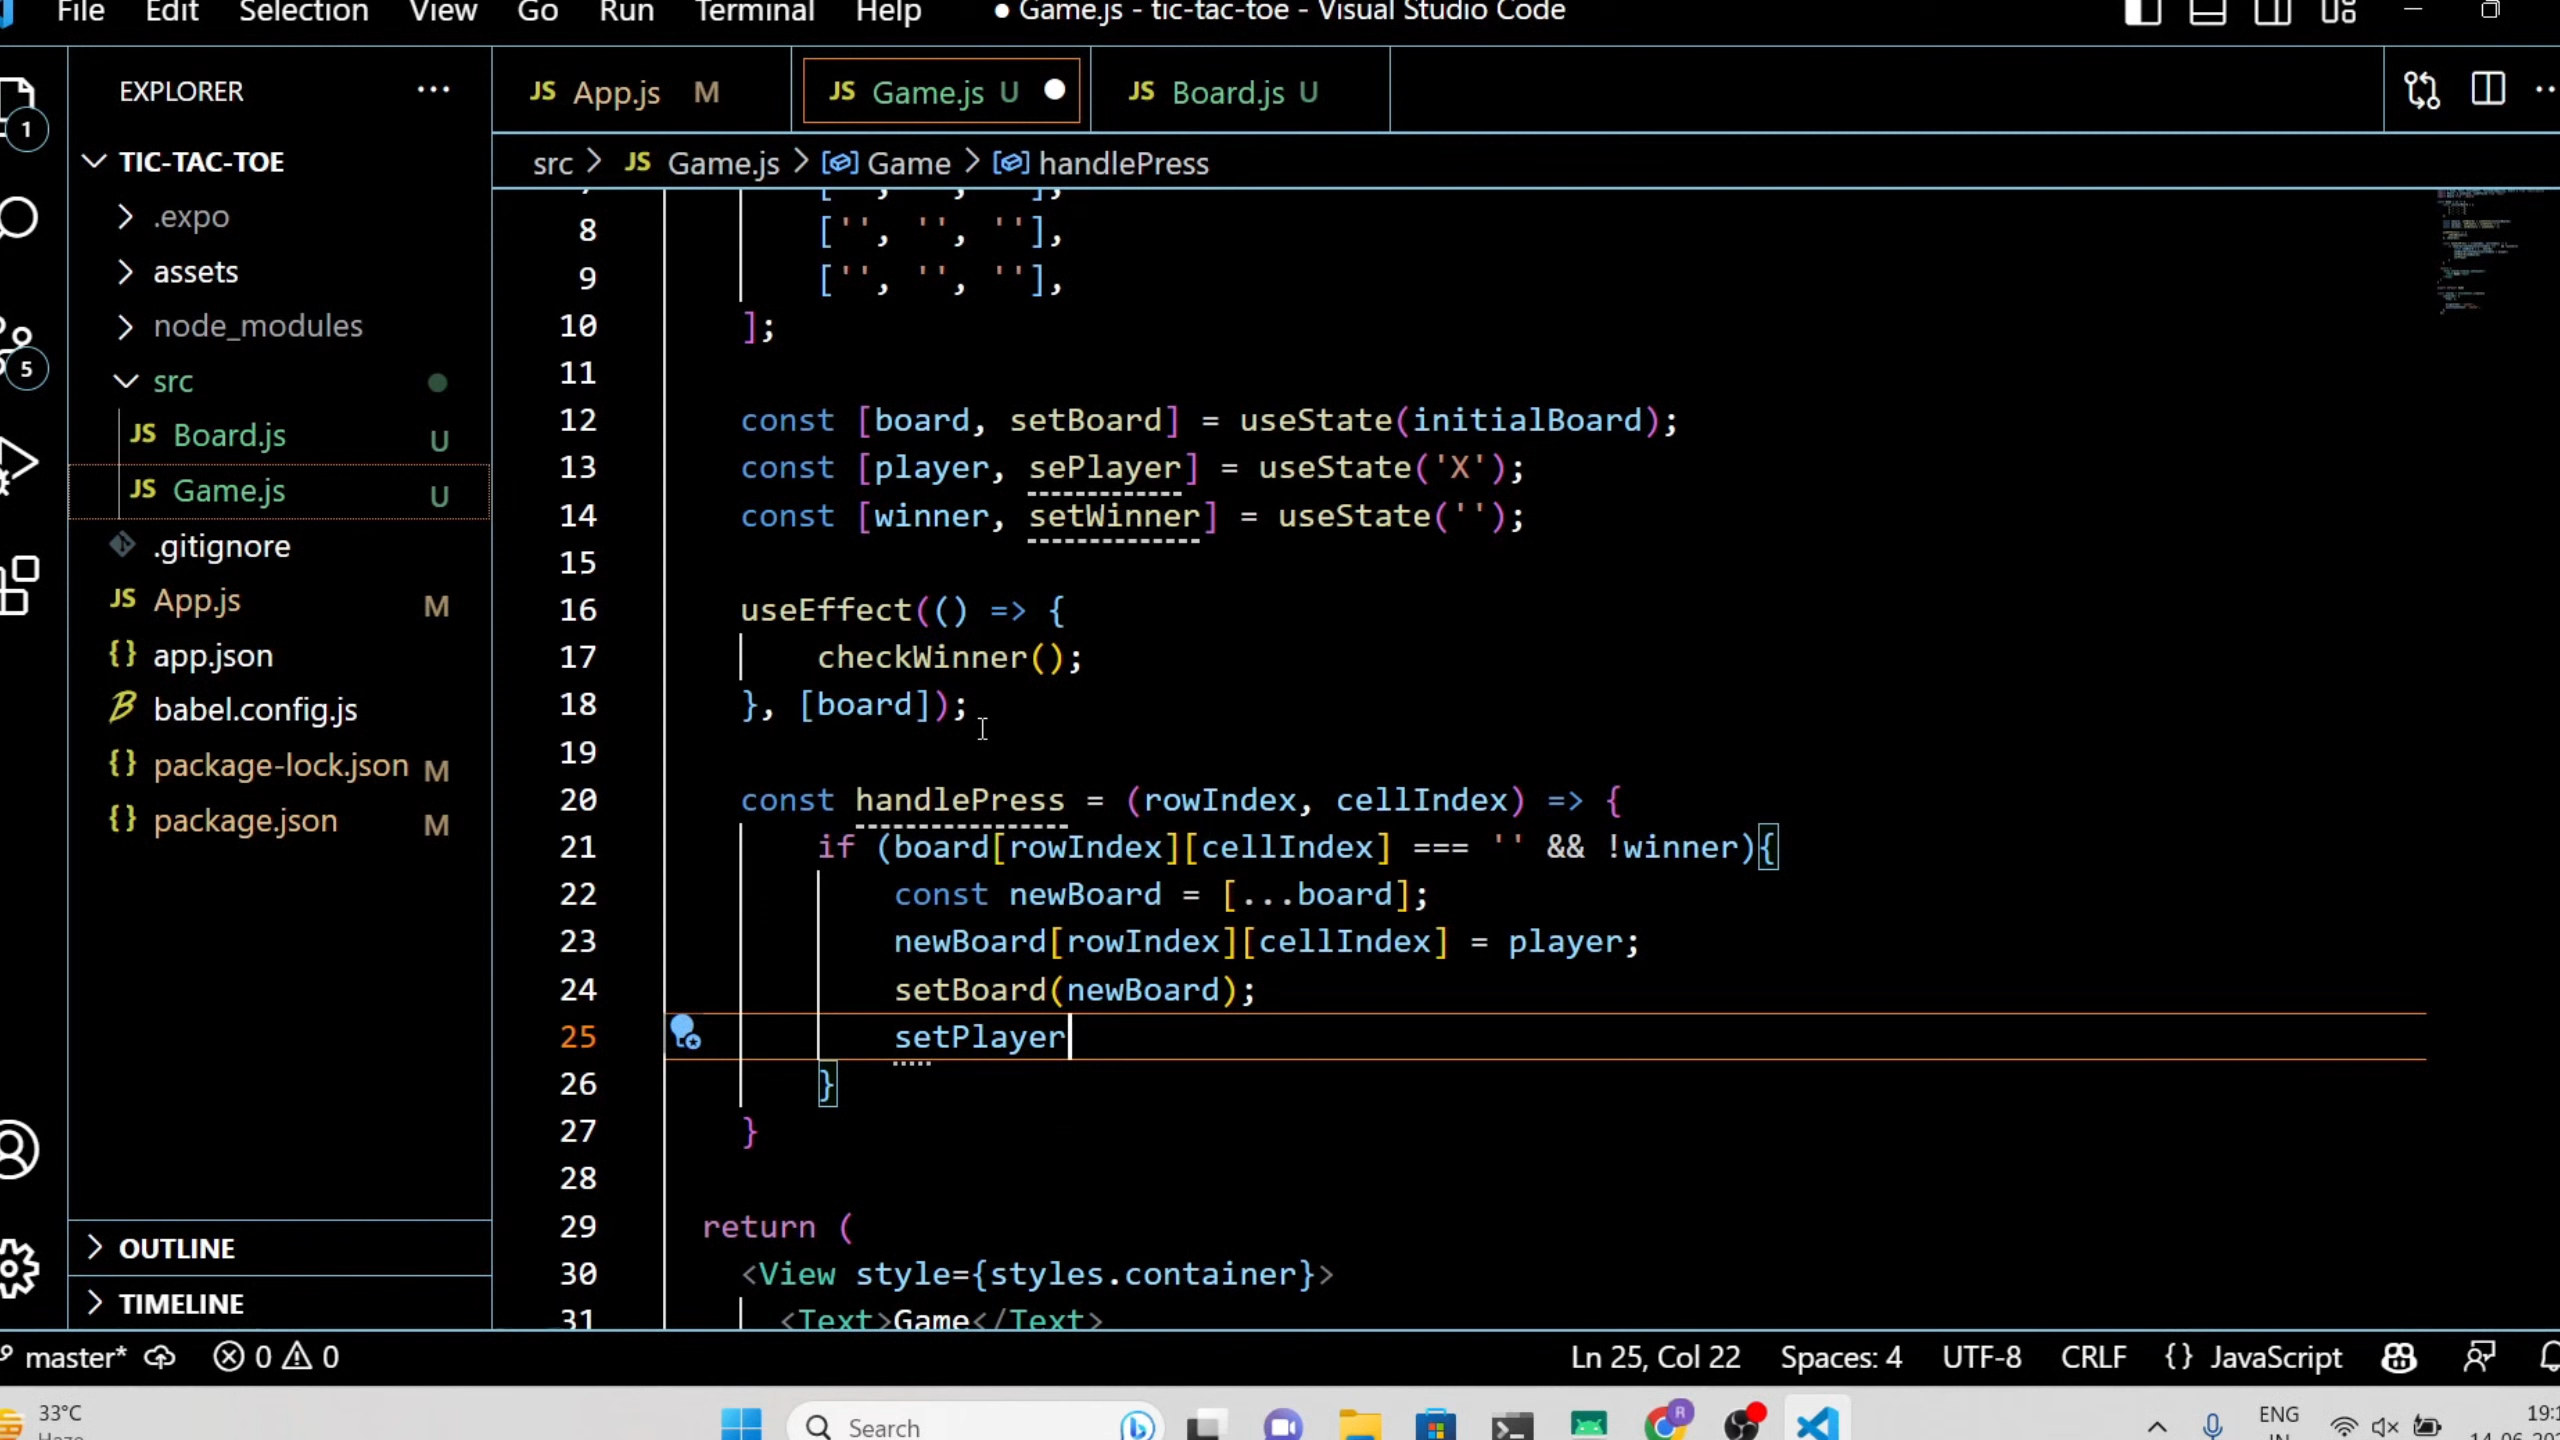 File Edit Selection View Go Run Terminal Help ● Game.js - tic-tac-toe - Visual Studio Code
EXPLORER ···
JS App.js M
JS Game.js U
JS Board.js U
src > JS Game.js > Game > handlePress
1
5
TIC-TAC-TOE
.expo
assets
node_modules
src
JS Board.js U
JS Game.js U
.gitignore
JS App.js M
{} app.json
babel.config.js
{} package-lock.json M
{} package.json M
OUTLINE
TIMELINE
8 ['', '', ''],
9 ['', '', ''],
10 ];
11
12 const [board, setBoard] = useState(initialBoard);
13 const [player, sePlayer] = useState('X');
14 const [winner, setWinner] = useState('');
15
16 useEffect(() => {
17 checkWinner();
18 }, [board]);
19
20 const handlePress = (rowIndex, cellIndex) => {
21 if (board[rowIndex][cellIndex] === '' && !winner){
22 const newBoard = [...board];
23 newBoard[rowIndex][cellIndex] = player;
24 setBoard(newBoard);
25 setPlayer
26 }
27 }
28
29 return (
30 <View style={styles.container}>
31 <Text>Game</Text>
master* 0 0 Ln 25, Col 22 Spaces: 4 UTF-8 CRLF {} JavaScript
33°C
Haze
Search
R
ENG
IN